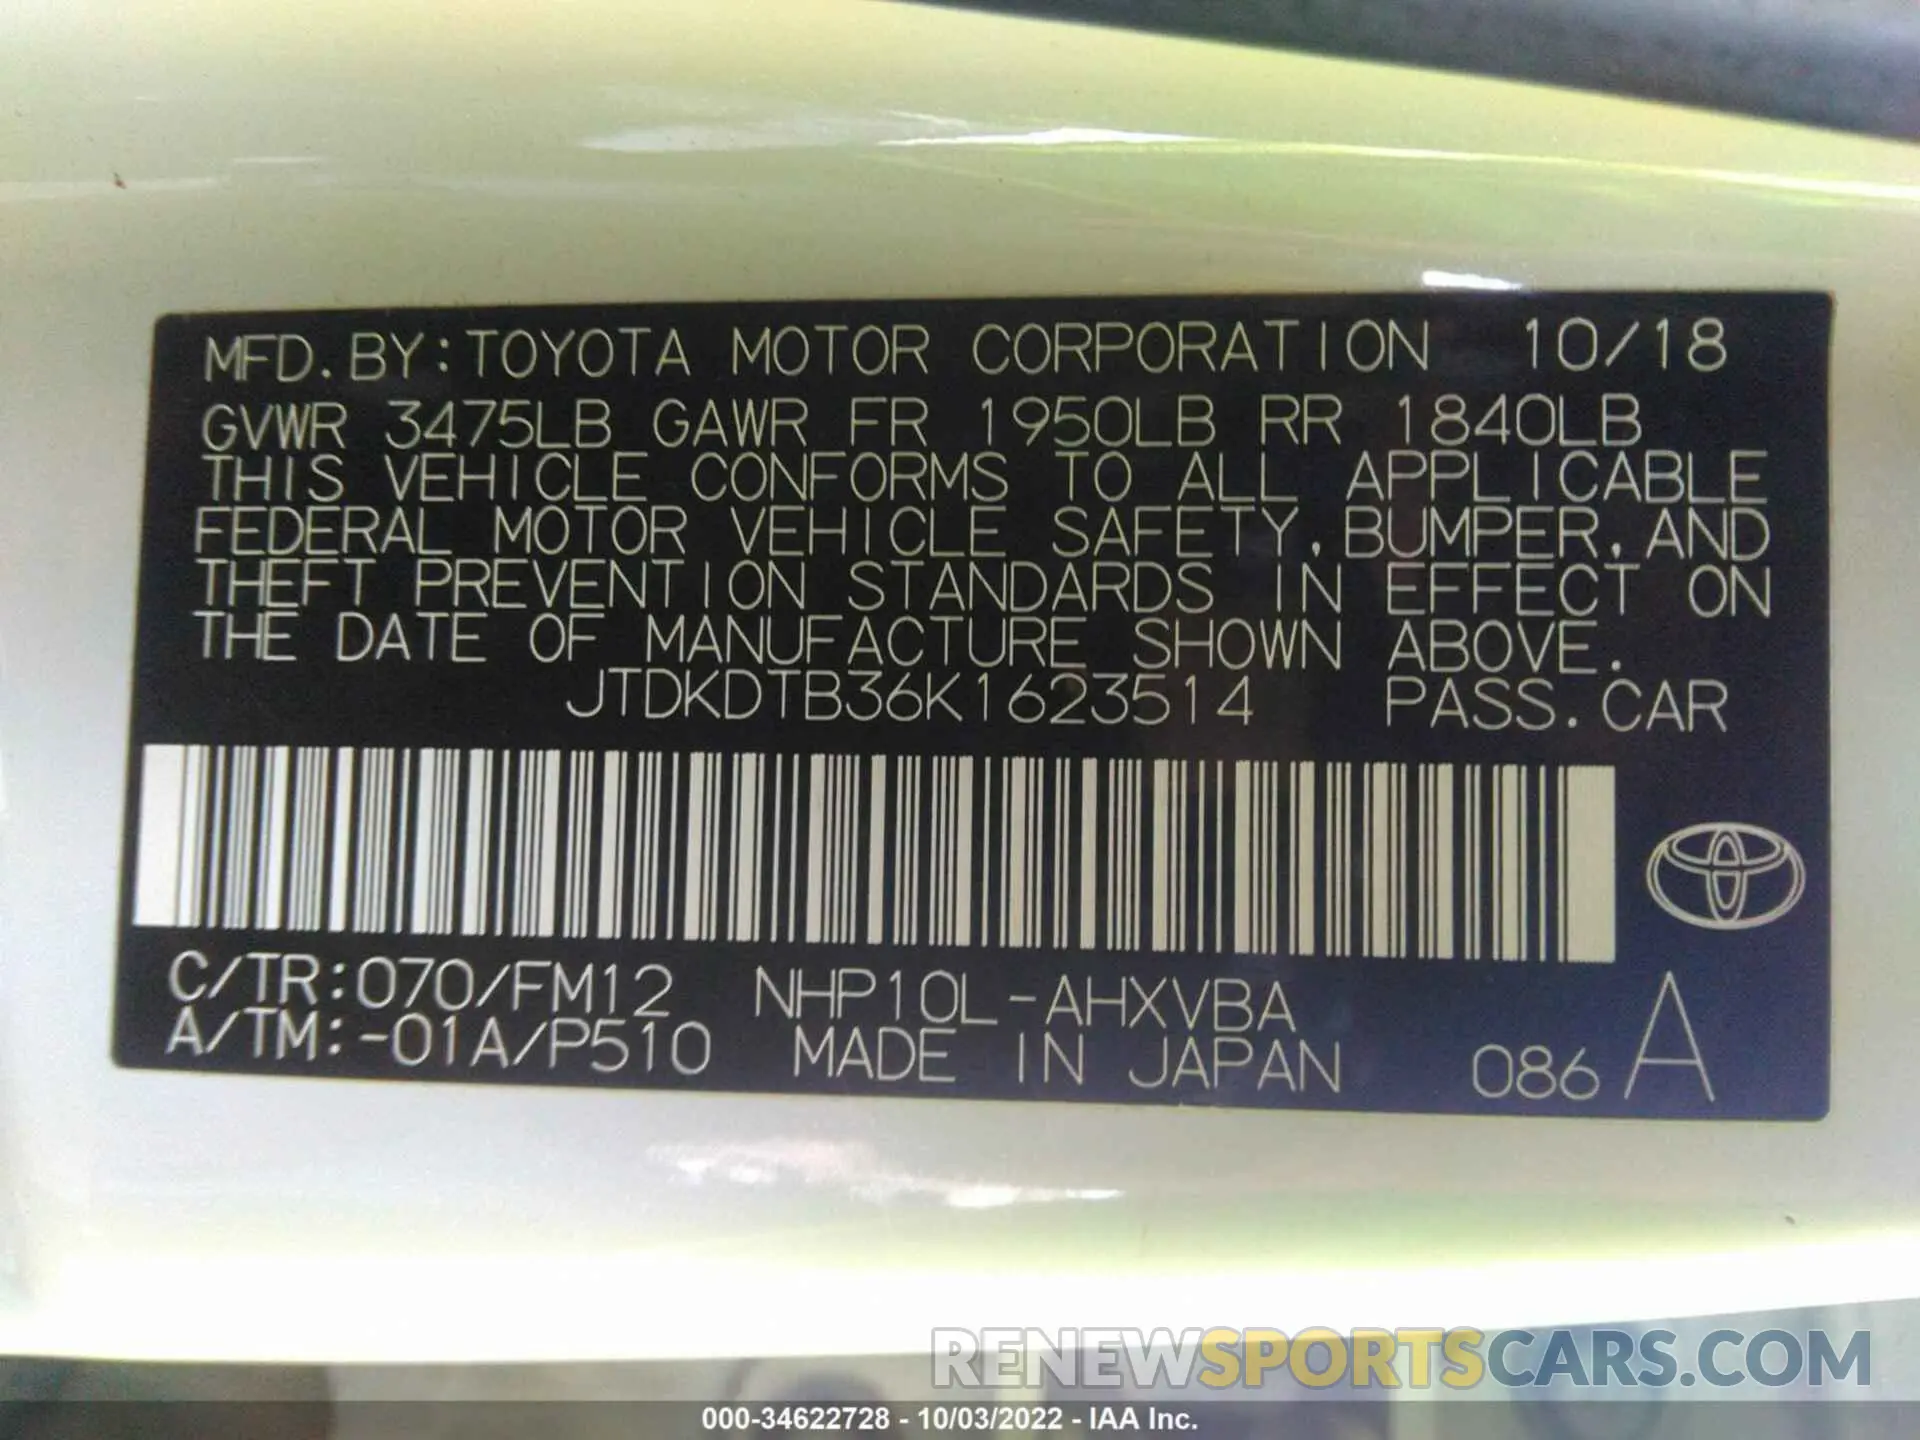 MFD. BY: TOYOTA MOTOR CORPORATION 10/18
GVWR 3475LB GAWR FR 1950LB RR 1840LB
THIS VEHICLE CONFORMS TO ALL APPLICABLE
FEDERAL MOTOR VEHICLE SAFETY, BUMPER, AND
THEFT PREVENTION STANDARDS IN EFFECT ON
THE DATE OF MANUFACTURE SHOWN ABOVE.
JTDKDTB36K1623514 PASS. CAR
C/TR: 070/FM12 NHP10L-AHXVBA
A/TM: -01A/P510 MADE IN JAPAN 086 A
RENEWSPORTSCARS.COM
000-34622728 - 10/03/2022 - IAA Inc.